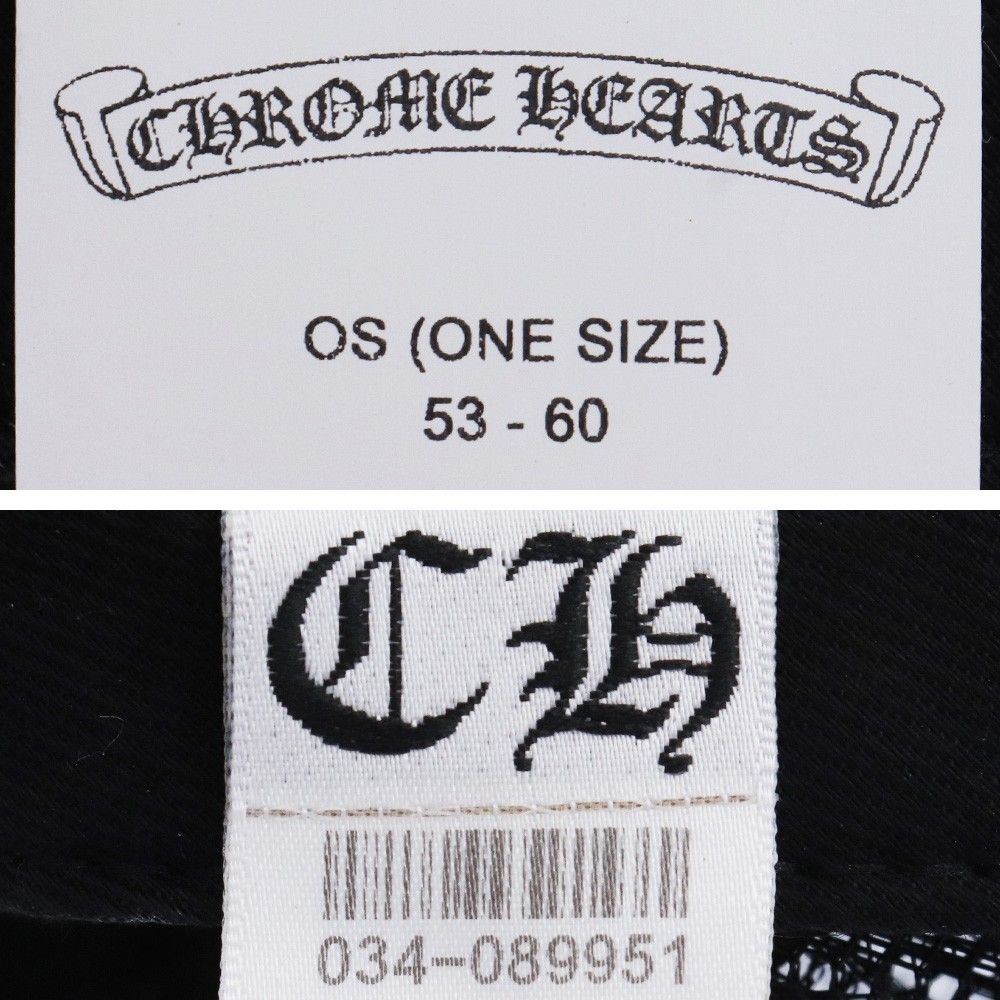 CHROME HEARTS
OS (ONE SIZE)
53 - 60
CH
034-089951